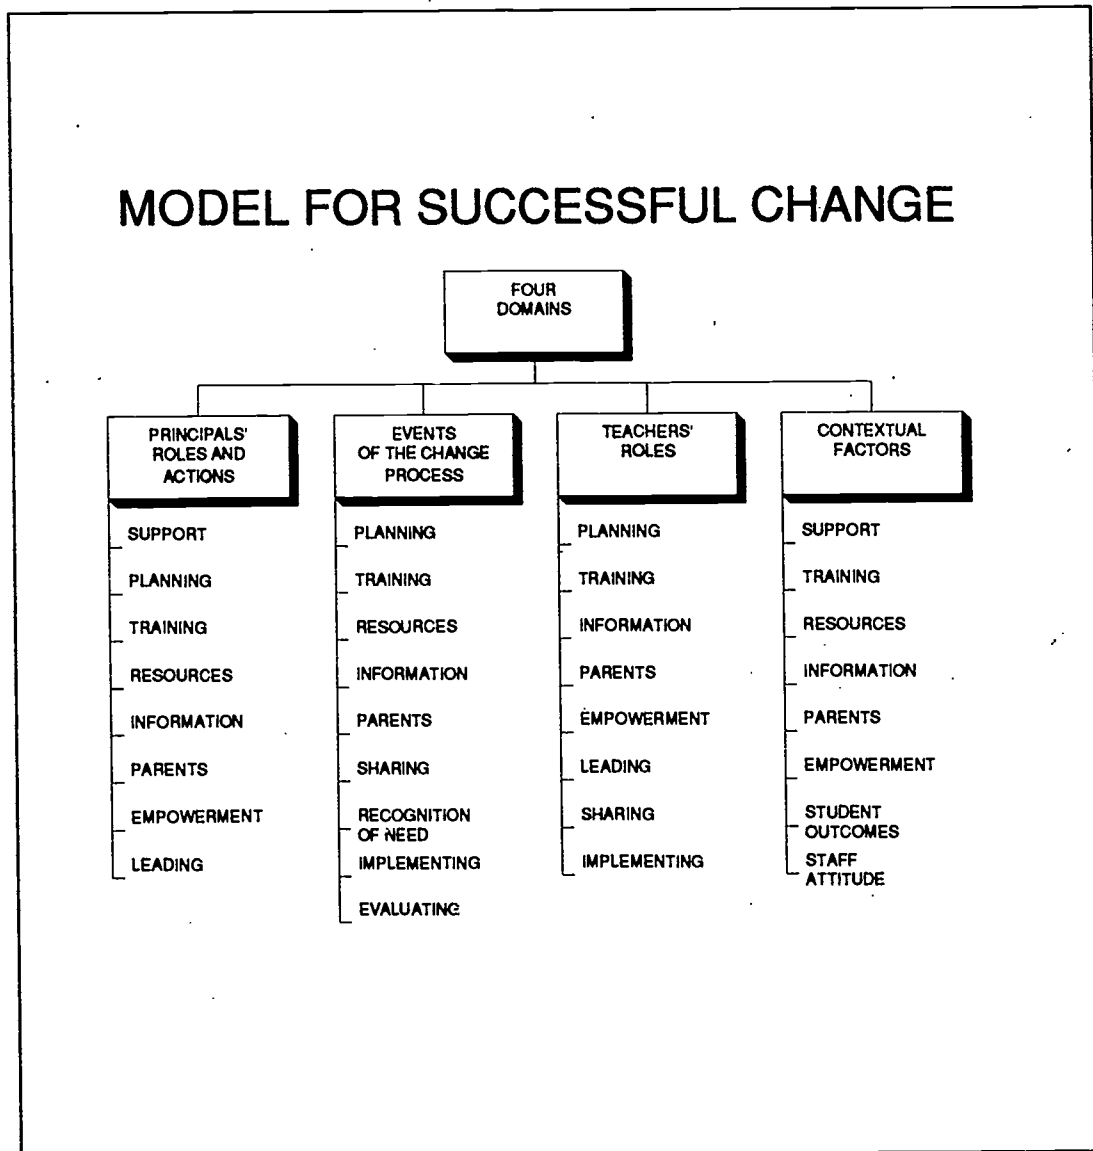 MODEL FOR SUCCESSFUL CHANGE
FOUR
DOMAINS
PRINCIPALS'
ROLES AND
ACTIONS
SUPPORT
PLANNING
TRAINING
RESOURCES
INFORMATION
PARENTS
EMPOWERMENT
LEADING
EVENTS
OF THE CHANGE
PROCESS
PLANNING
TRAINING
RESOURCES
INFORMATION
PARENTS
SHARING
RECOGNITION
OF NEED
IMPLEMENTING
EVALUATING
TEACHERS'
ROLES
PLANNING
TRAINING
INFORMATION
PARENTS
EMPOWERMENT
LEADING
SHARING
IMPLEMENTING
CONTEXTUAL
FACTORS
SUPPORT
TRAINING
RESOURCES
INFORMATION
PARENTS
EMPOWERMENT
STUDENT
OUTCOMES
STAFF
ATTITUDE